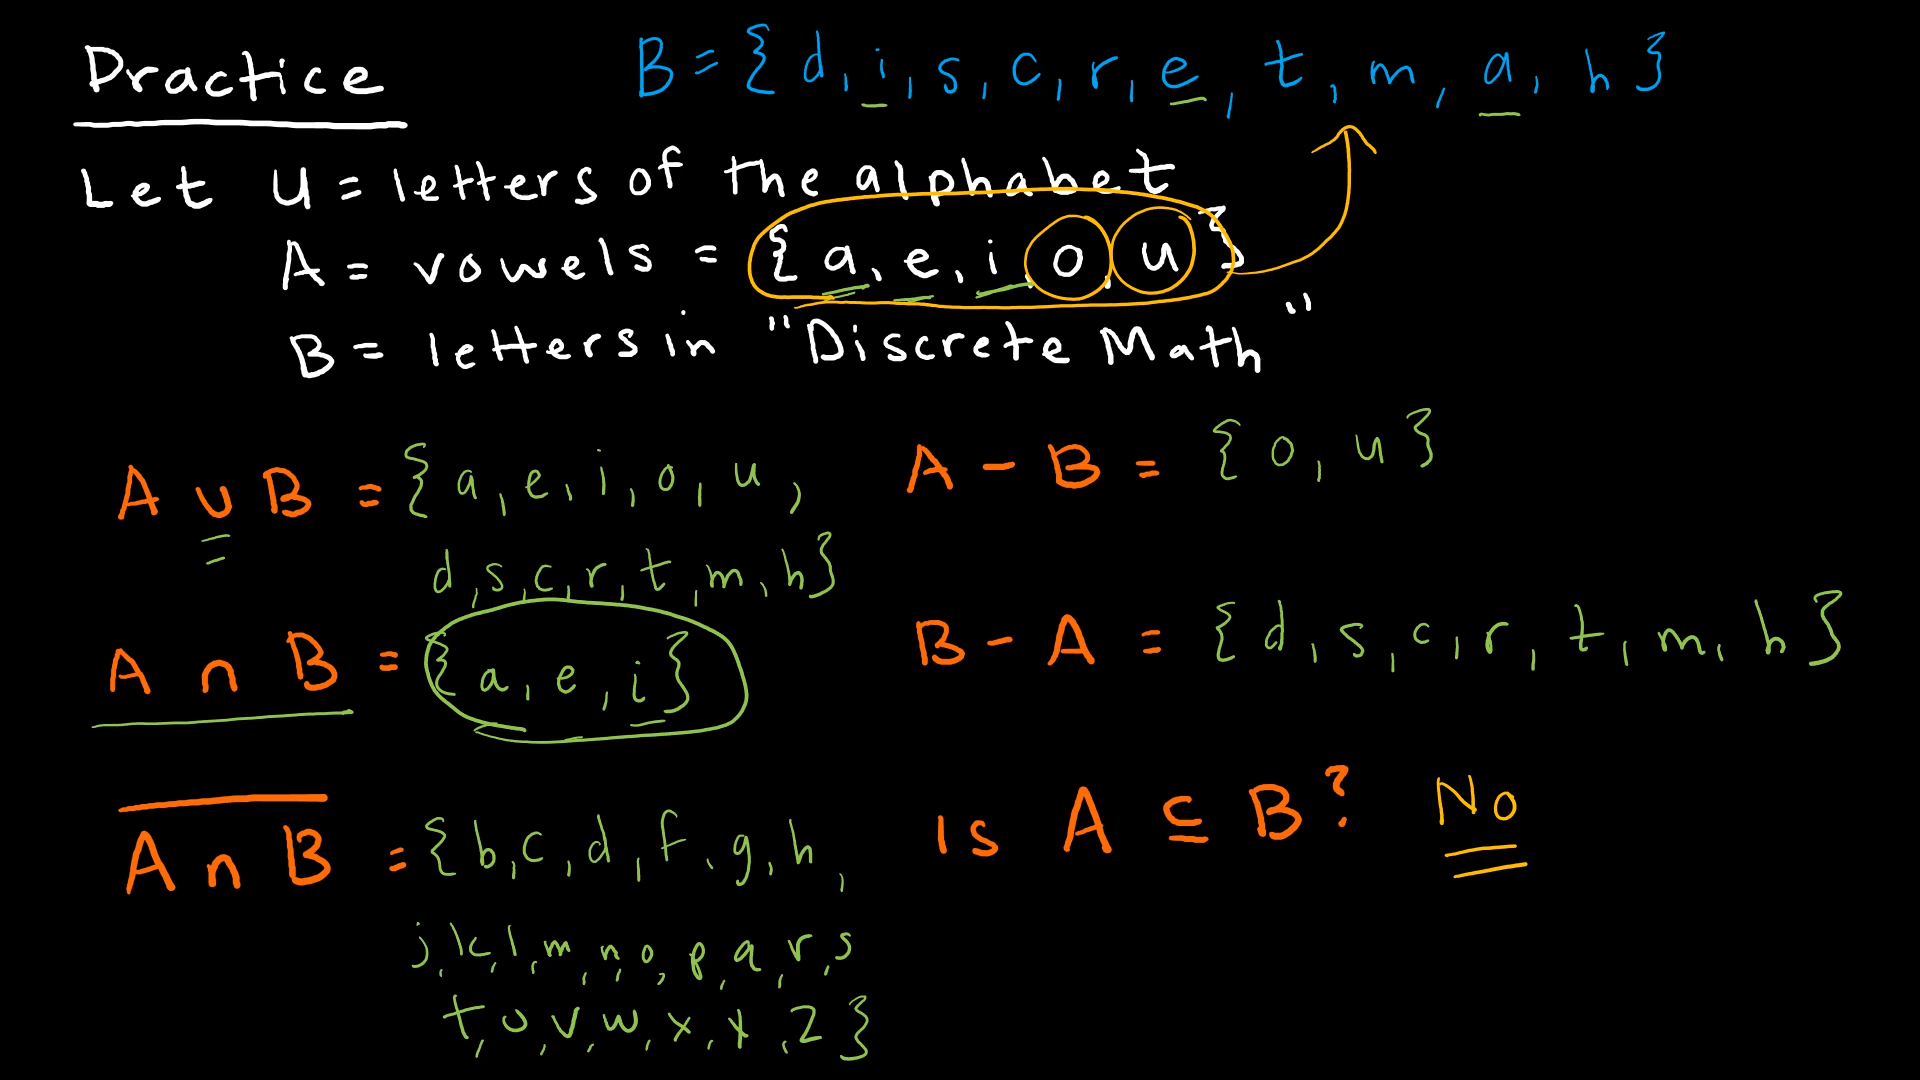 Practice
B = {d, i, s, c, r, e, t, m, a, h}
Let U = letters of the alphabet
A = vowels = {a, e, i, o, u}
B = letters in "Discrete Math"
A ∪ B = {a, e, i, o, u,
d, s, c, r, t, m, h}
A - B = {o, u}
A ∩ B = {a, e, i}
B - A = {d, s, c, r, t, m, h}
A̅ ̅∩̅ ̅B̅ = {b, c, d, f, g, h,
j, k, l, m, n, o, p, q, r, s
t, u, v, w, x, y, z}
Is A ⊆ B? No